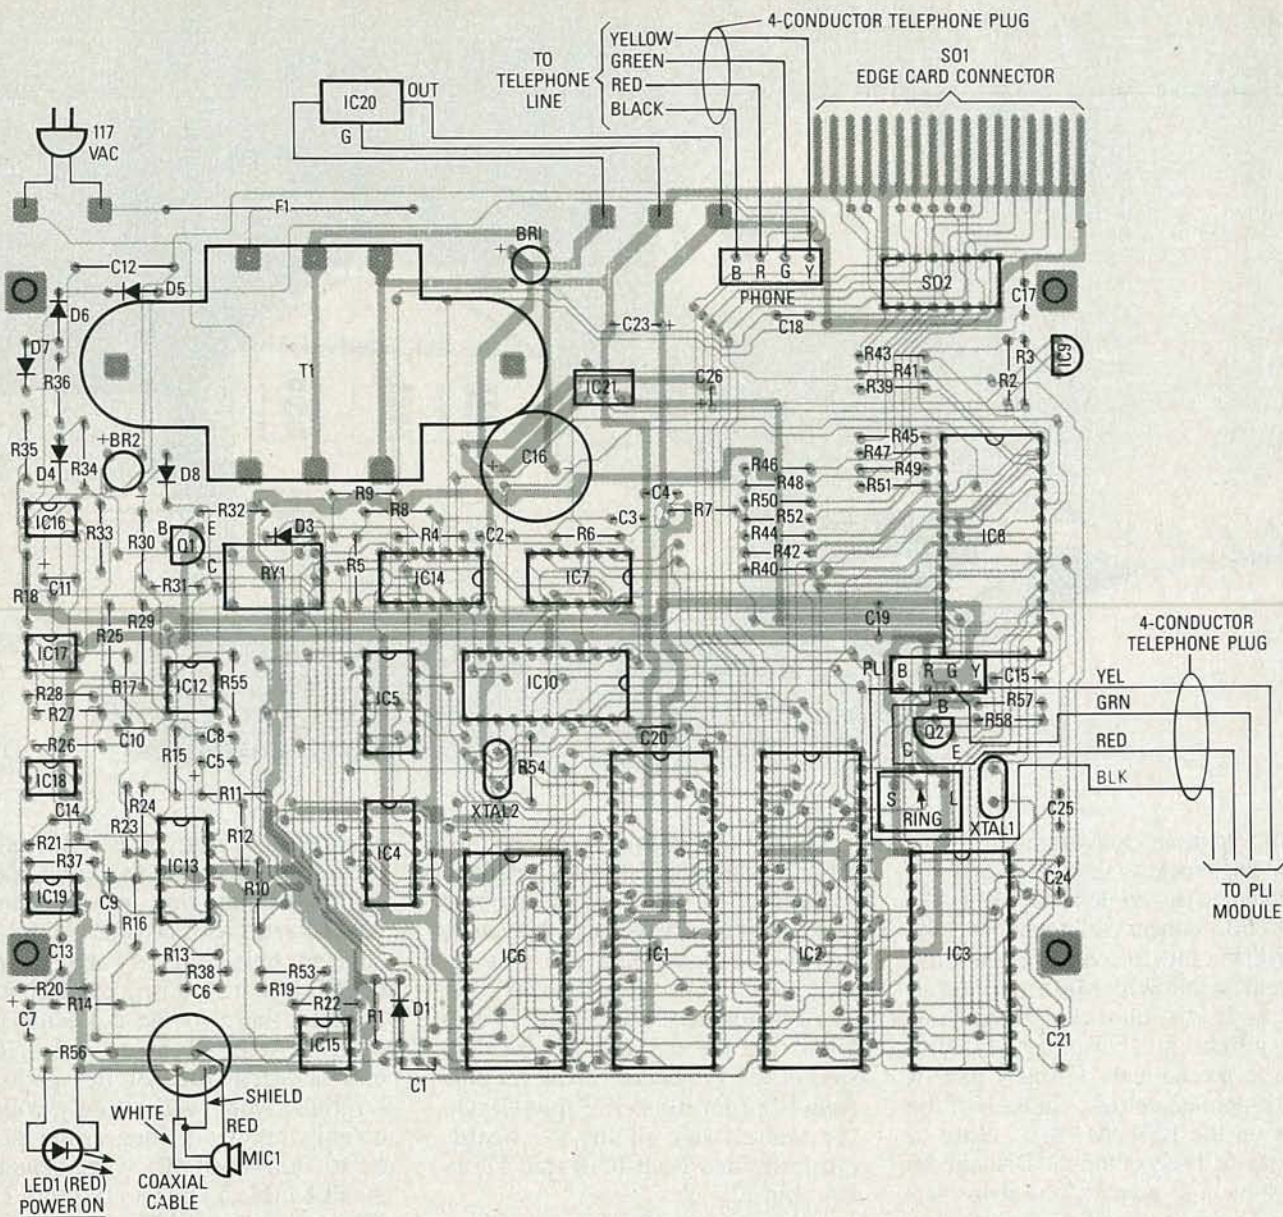 4-CONDUCTOR TELEPHONE PLUG
YELLOW
GREEN
RED
BLACK
TO
TELEPHONE
LINE
SO1
EDGE CARD CONNECTOR
IC20
OUT
G
117
VAC
F1
BR1
+
B R G Y
PHONE
SO2
C17
C12
D5
D6
D7
R36
T1
C23
+
C18
R43
R41
R39
R2
R3
IC9
IC21
C26
+
R35
D4
R34
+
BR2
D8
+
C16
-
R45
R47
R49
R51
R46
R48
R50
R52
R44
R42
R40
IC8
IC16
R33
R30
B
E
Q1
C
R32
R9
R8
D3
R4
C2
R6
C3
C4
R7
+
C11
R18
R31
RY1
R5
IC14
IC7
C19
R25
R29
IC17
R17
IC12
R55
IC5
IC10
R28
R27
R26
C10
R15
C8
C5
+
C20
PL1
B R G Y
C15
R57
R58
B
Q2
C
E
4-CONDUCTOR
TELEPHONE PLUG
YEL
GRN
RED
BLK
TO PL1
MODULE
S
L
RING
XTAL1
C25
C24
C21
IC18
C14
R24
R23
R11
R12
XTAL2
R54
R21
R37
IC19
+
C9
R16
IC13
R10
IC4
IC6
IC1
IC2
IC3
C13
R13
R38
C6
R53
R19
R22
R20
R14
+
C7
R56
IC15
R1
D1
C1
SHIELD
WHITE
RED
MIC1
LED1 (RED)
POWER ON
COAXIAL
CABLE